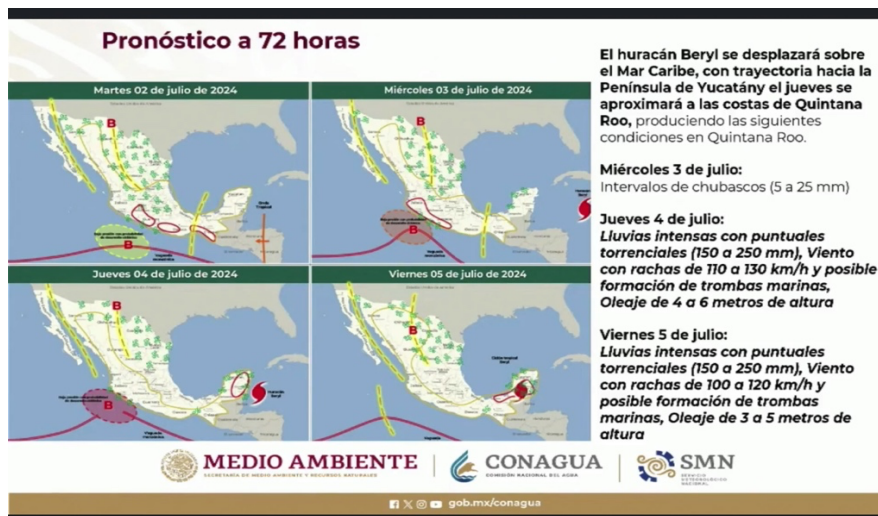 Pronóstico a 72 horas
El huracán Beryl se desplazará sobre
el Mar Caribe, con trayectoria hacia la
Península de Yucatány el jueves se
aproximará a las costas de Quintana
Roo, produciendo las siguientes
condiciones en Quintana Roo.
Miércoles 3 de julio:
Intervalos de chubascos (5 a 25 mm)
Jueves 4 de julio:
Lluvias intensas con puntuales
torrenciales (150 a 250 mm), Viento
con rachas de 110 a 130 km/h y posible
formación de trombas marinas,
Oleaje de 4 a 6 metros de altura
Viernes 5 de julio:
Lluvias intensas con puntuales
torrenciales (150 a 250 mm), Viento
con rachas de 100 a 120 km/h y
posible formación de trombas
marinas, Oleaje de 3 a 5 metros de
altura
Martes 02 de julio de 2024
B
Onda
Tropical
B
Miércoles 03 de julio de 2024
B
B
Jueves 04 de julio de 2024
B
Huracán
Beryl
B
Viernes 05 de julio de 2024
B
MEDIO AMBIENTE
SECRETARÍA DE MEDIO AMBIENTE Y RECURSOS NATURALES
CONAGUA
COMISIÓN NACIONAL DEL AGUA
SMN
SERVICIO
METEOROLÓGICO
NACIONAL
gob.mx/conagua